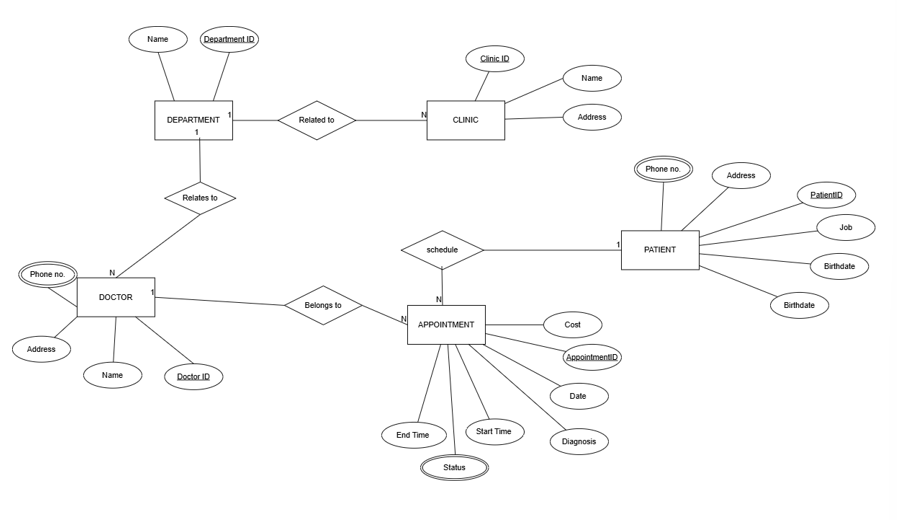 Name
Department ID
Clinic ID
Name
Address
DEPARTMENT
1
1
Related to
N
CLINIC
Relates to
N
Phone no.
Address
PatientID
Job
Birthdate
Birthdate
PATIENT
1
schedule
N
Phone no.
DOCTOR
1
Address
Name
Doctor ID
Belongs to
N
APPOINTMENT
Cost
AppointmentID
Date
Diagnosis
Start Time
End Time
Status